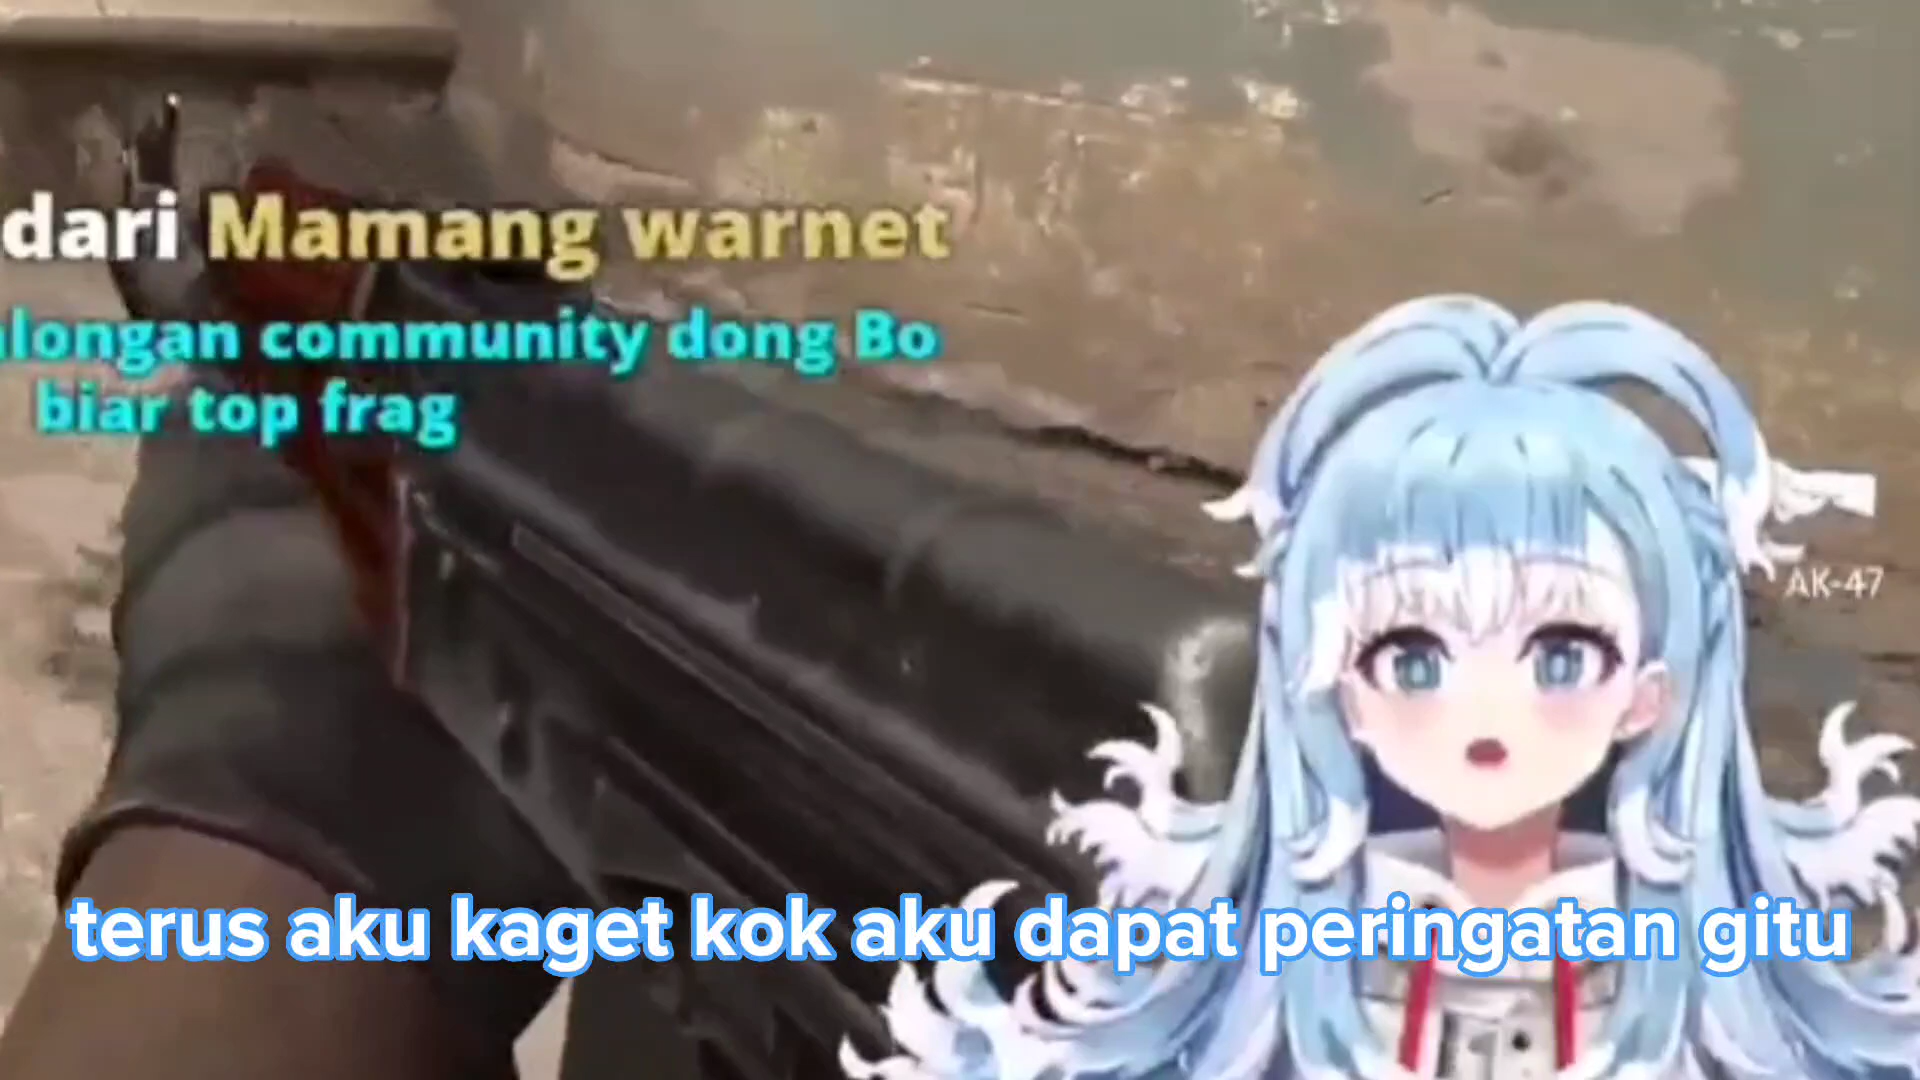 dari Mamang warnet
alongan community dong Bo
biar top frag
AK-47
terus aku kaget kok aku dapat peringatan gitu